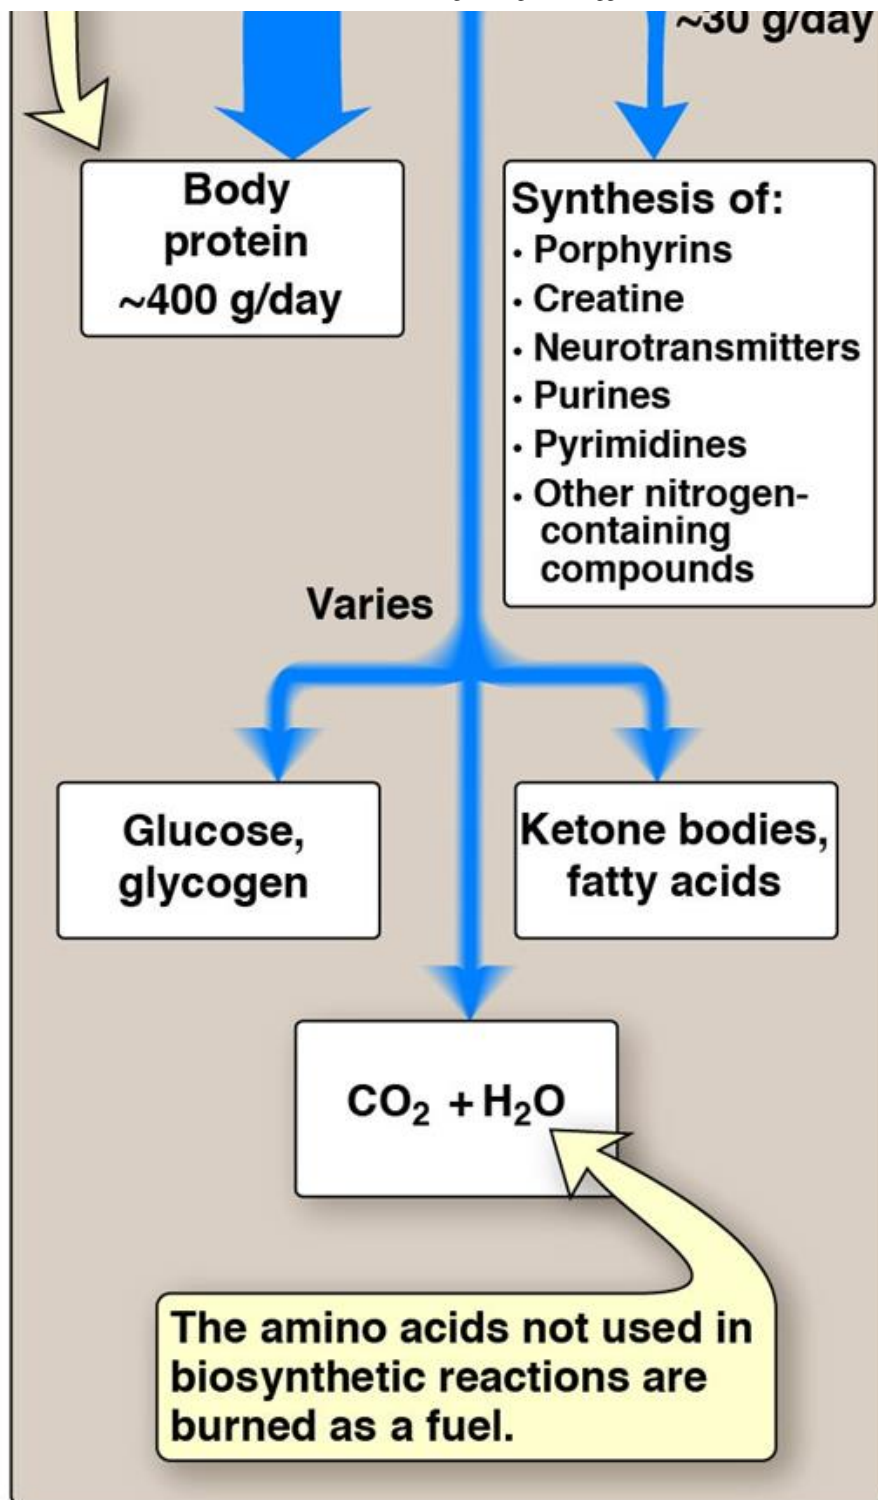 ~30 g/day
Body
protein
~400 g/day
Synthesis of:
· Porphyrins
· Creatine
· Neurotransmitters
· Purines
· Pyrimidines
· Other nitrogen-
containing
compounds
Varies
Glucose,
glycogen
Ketone bodies,
fatty acids
CO₂ + H₂O
The amino acids not used in
biosynthetic reactions are
burned as a fuel.